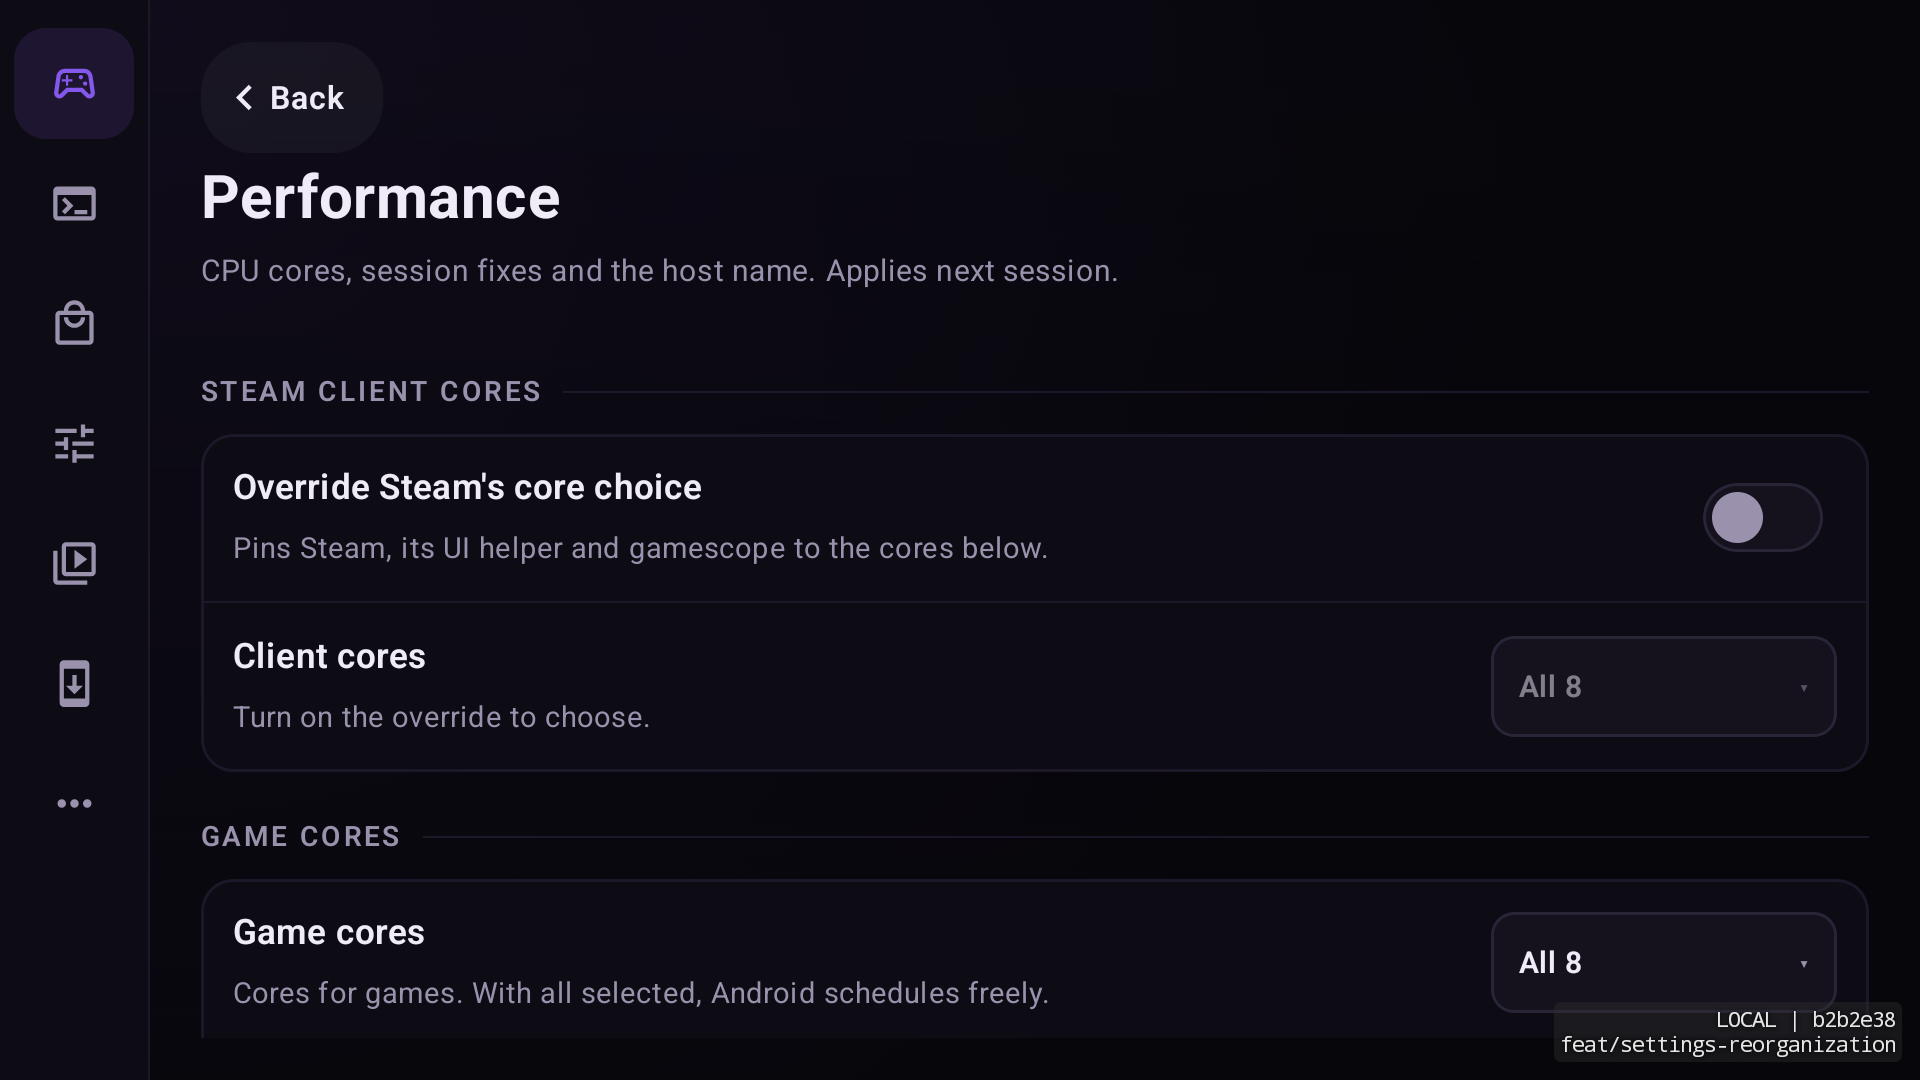 Back
Performance
CPU cores, session fixes and the host name. Applies next session.
STEAM CLIENT CORES
Override Steam's core choice
Pins Steam, its UI helper and gamescope to the cores below.
Client cores
Turn on the override to choose.
All 8
GAME CORES
Game cores
Cores for games. With all selected, Android schedules freely.
All 8
LOCAL | b2b2e38
feat/settings-reorganization